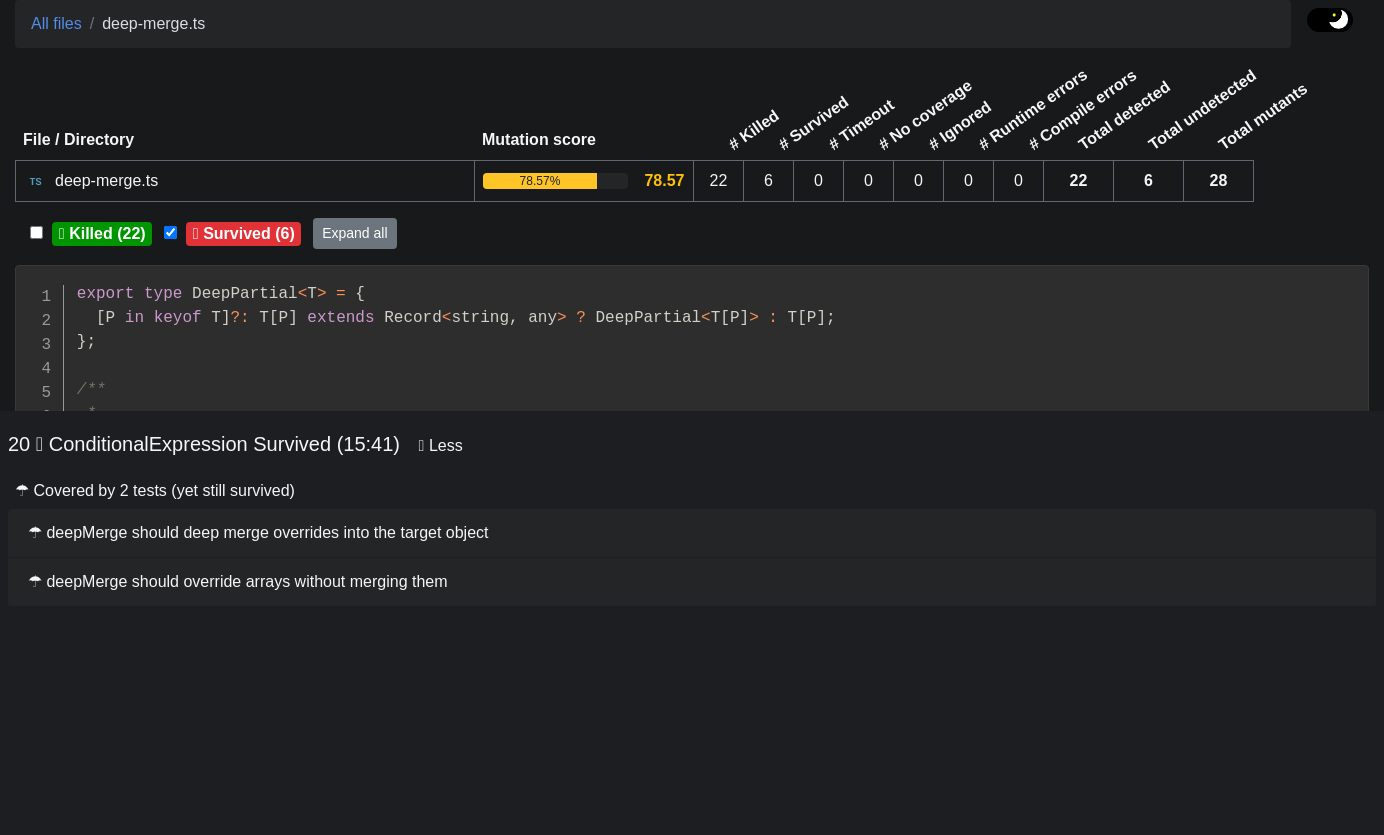 All files / deep-merge.ts
File / Directory Mutation score # Killed # Survived # Timeout # No coverage # Ignored # Runtime errors # Compile errors Total detected Total undetected Total mutants
TS deep-merge.ts 78.57% 78.57 22 6 0 0 0 0 0 22 6 28
Killed (22) Survived (6) Expand all
1 export type DeepPartial<T> = {
2 [P in keyof T]?: T[P] extends Record<string, any> ? DeepPartial<T[P]> : T[P];
3 };
4
5 /**
*
20 ConditionalExpression Survived (15:41) Less
☂ Covered by 2 tests (yet still survived)
☂ deepMerge should deep merge overrides into the target object
☂ deepMerge should override arrays without merging them